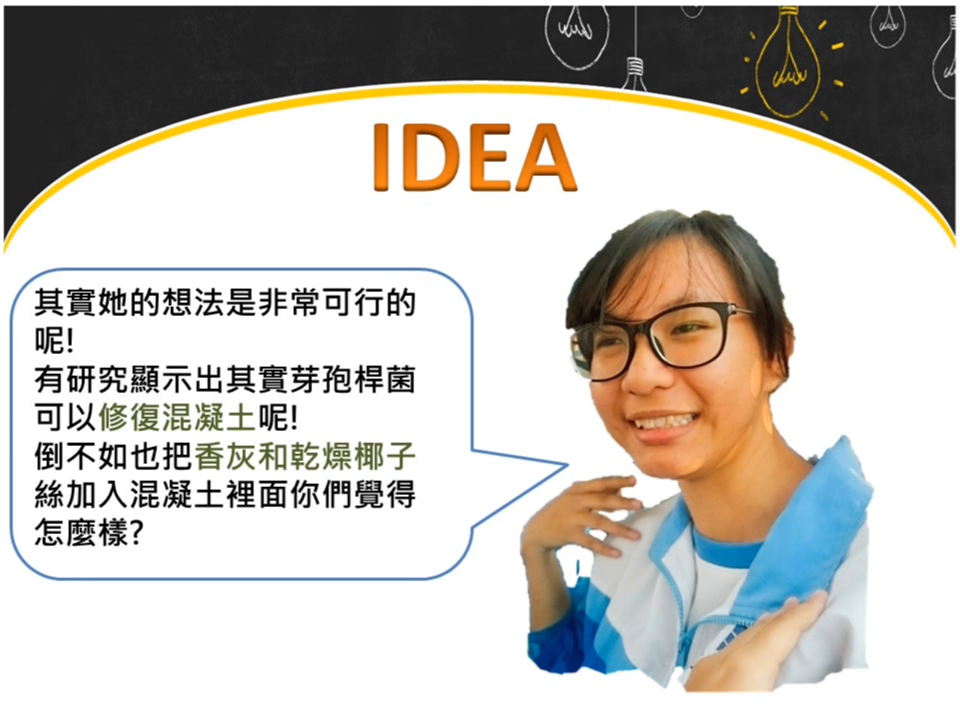 IDEA
其實她的想法是非常可行的
呢!
有研究顯示出其實芽孢桿菌
可以修復混凝土呢!
倒不如也把香灰和乾燥椰子
絲加入混凝土裡面你們覺得
怎麼樣?